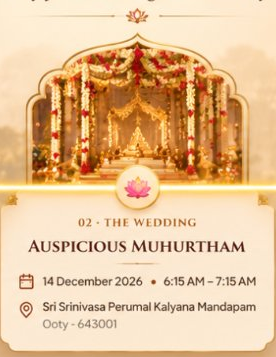 02 · THE WEDDING
AUSPICIOUS MUHURTHAM
14 December 2026 • 6:15 AM – 7:15 AM
Sri Srinivasa Perumal Kalyana Mandapam
Ooty - 643001